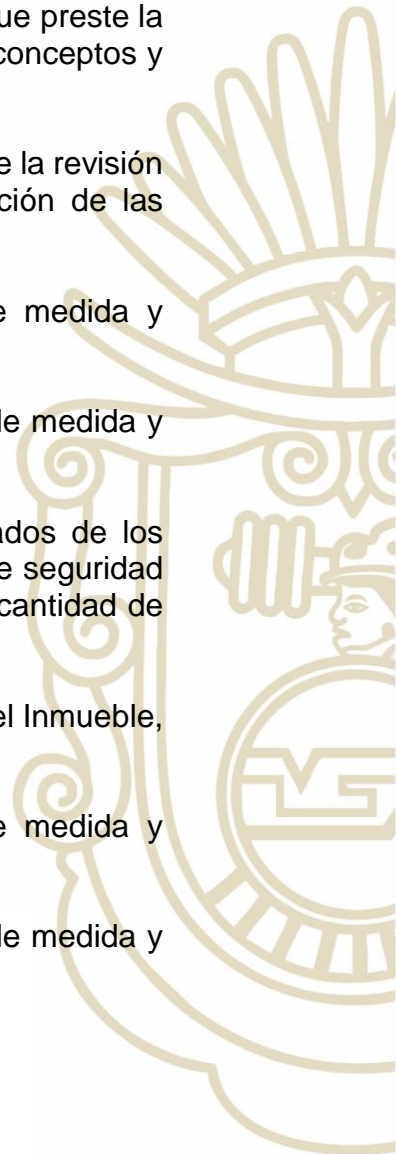 ue preste la
conceptos y
e la revisión
ción de las
e medida y
de medida y
ados de los
e seguridad
cantidad de
el Inmueble,
e medida y
de medida y